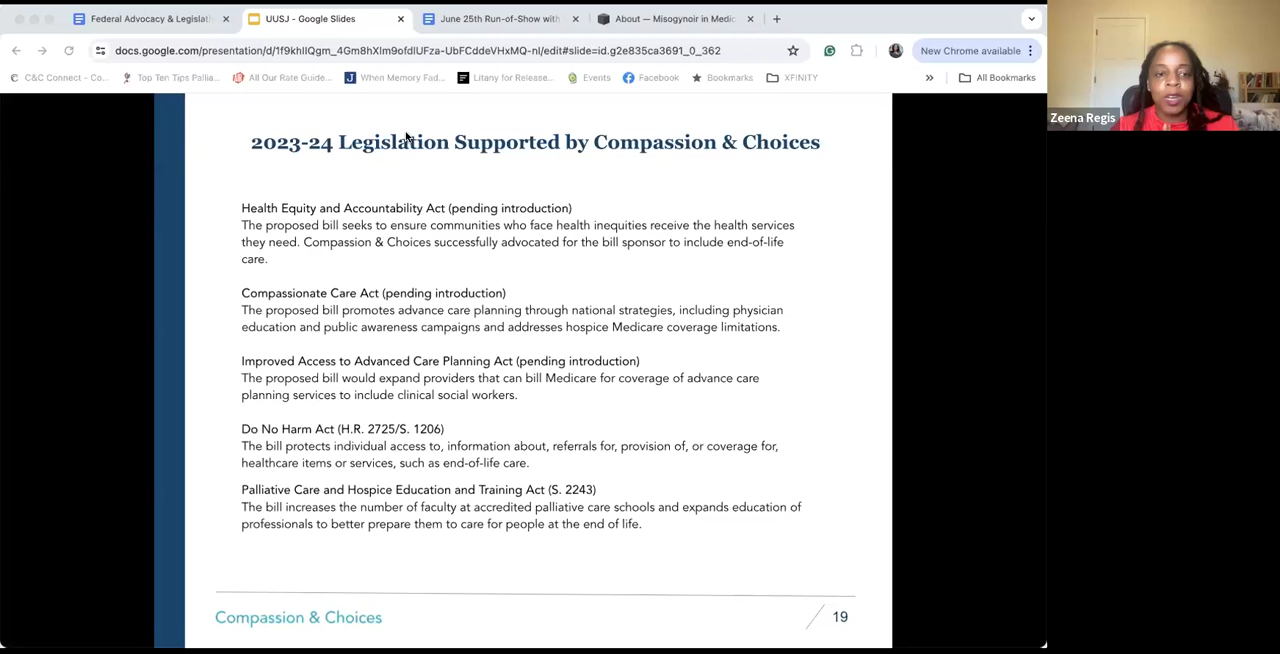 Federal Advocacy & Legislati
UUSJ - Google Slides
June 25th Run-of-Show with
About — Misogynoir in Medic
docs.google.com/presentation/d/1f9khIlQgm_4Gm8hXIm9ofdIUFza-UbFCddeVHxMQ-nI/edit#slide=id.g2e835ca3691_0_362
New Chrome available
C&C Connect - Co...
Top Ten Tips Pallia...
All Our Rate Guide...
When Memory Fad...
Litany for Release...
Events
Facebook
Bookmarks
XFINITY
All Bookmarks
Zeena Regis
2023-24 Legislation Supported by Compassion & Choices
Health Equity and Accountability Act (pending introduction)
The proposed bill seeks to ensure communities who face health inequities receive the health services
they need. Compassion & Choices successfully advocated for the bill sponsor to include end-of-life
care.
Compassionate Care Act (pending introduction)
The proposed bill promotes advance care planning through national strategies, including physician
education and public awareness campaigns and addresses hospice Medicare coverage limitations.
Improved Access to Advanced Care Planning Act (pending introduction)
The proposed bill would expand providers that can bill Medicare for coverage of advance care
planning services to include clinical social workers.
Do No Harm Act (H.R. 2725/S. 1206)
The bill protects individual access to, information about, referrals for, provision of, or coverage for,
healthcare items or services, such as end-of-life care.
Palliative Care and Hospice Education and Training Act (S. 2243)
The bill increases the number of faculty at accredited palliative care schools and expands education of
professionals to better prepare them to care for people at the end of life.
Compassion & Choices
19